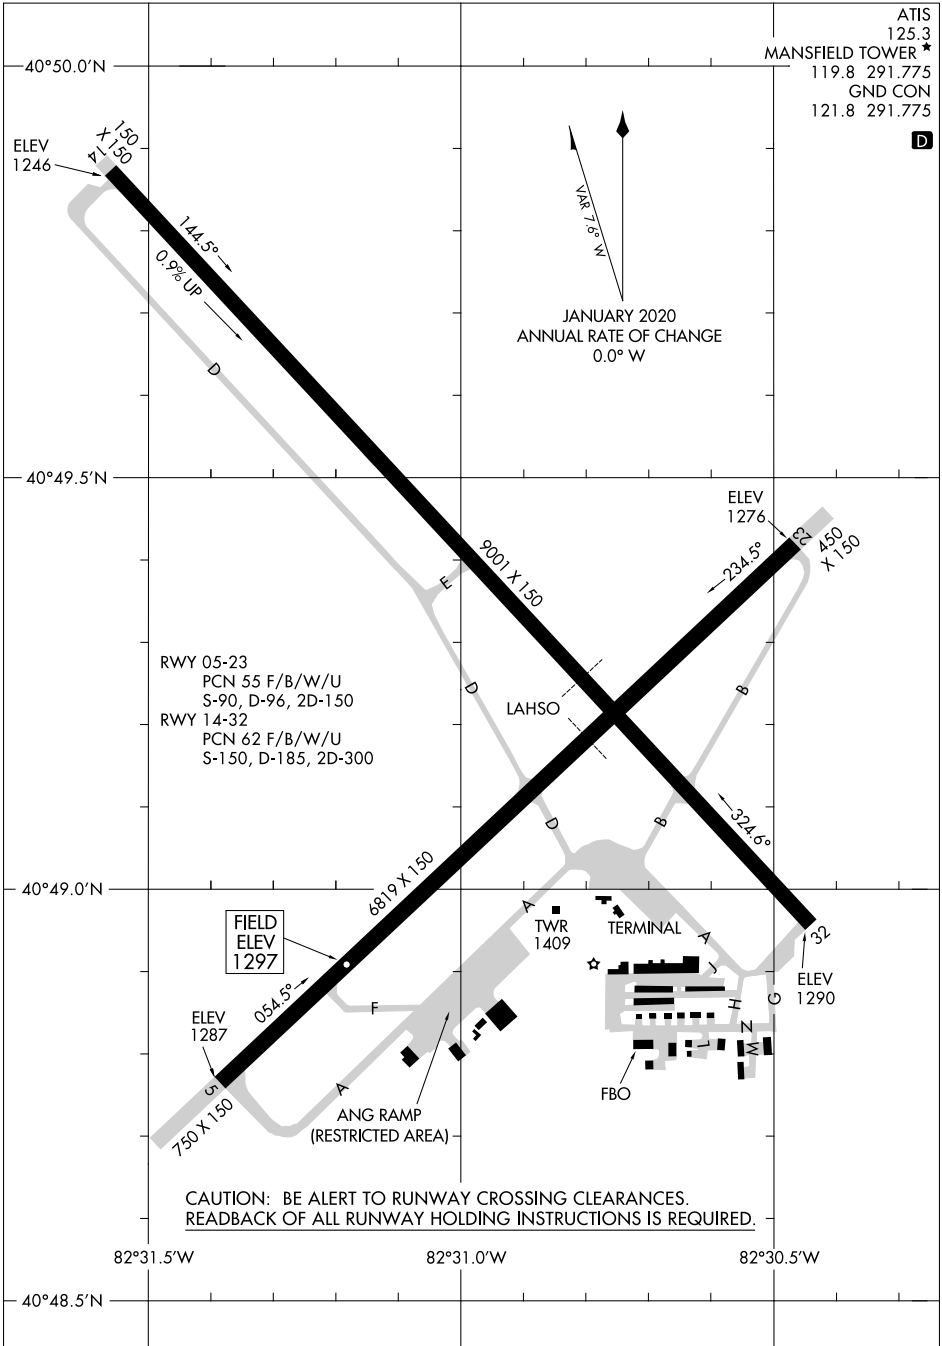 ATIS
125.3
MANSFIELD TOWER
119.8 291.775
GND CON
121.8 291.775
D
40°50.0'N
150
X 150
14
ELEV
1246
144.5°
0.9% UP
VAR 7.6° W
JANUARY 2020
ANNUAL RATE OF CHANGE
0.0° W
D
40°49.5'N
ELEV
1276
23
450
X 150
234.5°
9001 X 150
E
RWY 05-23
PCN 55 F/B/W/U
S-90, D-96, 2D-150
RWY 14-32
PCN 62 F/B/W/U
S-150, D-185, 2D-300
D
B
LAHSO
D
B
324.6°
40°49.0'N
6819 X 150
A
TWR
1409
TERMINAL
A
32
FIELD
ELEV
1297
J
ELEV
1290
054.5°
F
H
G
ELEV
1287
N
L
M
5
A
FBO
750 X 150
ANG RAMP
(RESTRICTED AREA)
CAUTION: BE ALERT TO RUNWAY CROSSING CLEARANCES.
READBACK OF ALL RUNWAY HOLDING INSTRUCTIONS IS REQUIRED.
82°31.5'W
82°31.0'W
82°30.5'W
40°48.5'N